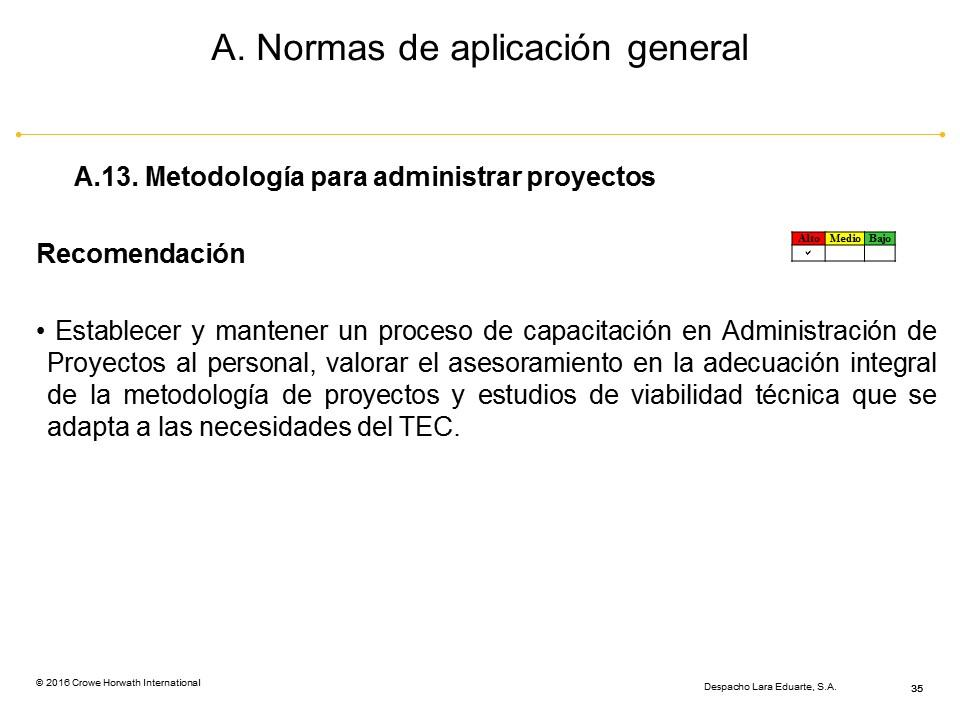 A. Normas de aplicación general
A.13. Metodología para administrar proyectos
Recomendación
Alto Medio Bajo
✓
• Establecer y mantener un proceso de capacitación en Administración de
Proyectos al personal, valorar el asesoramiento en la adecuación integral
de la metodología de proyectos y estudios de viabilidad técnica que se
adapta a las necesidades del TEC.
© 2016 Crowe Horwath International
Despacho Lara Eduarte, S.A.
35